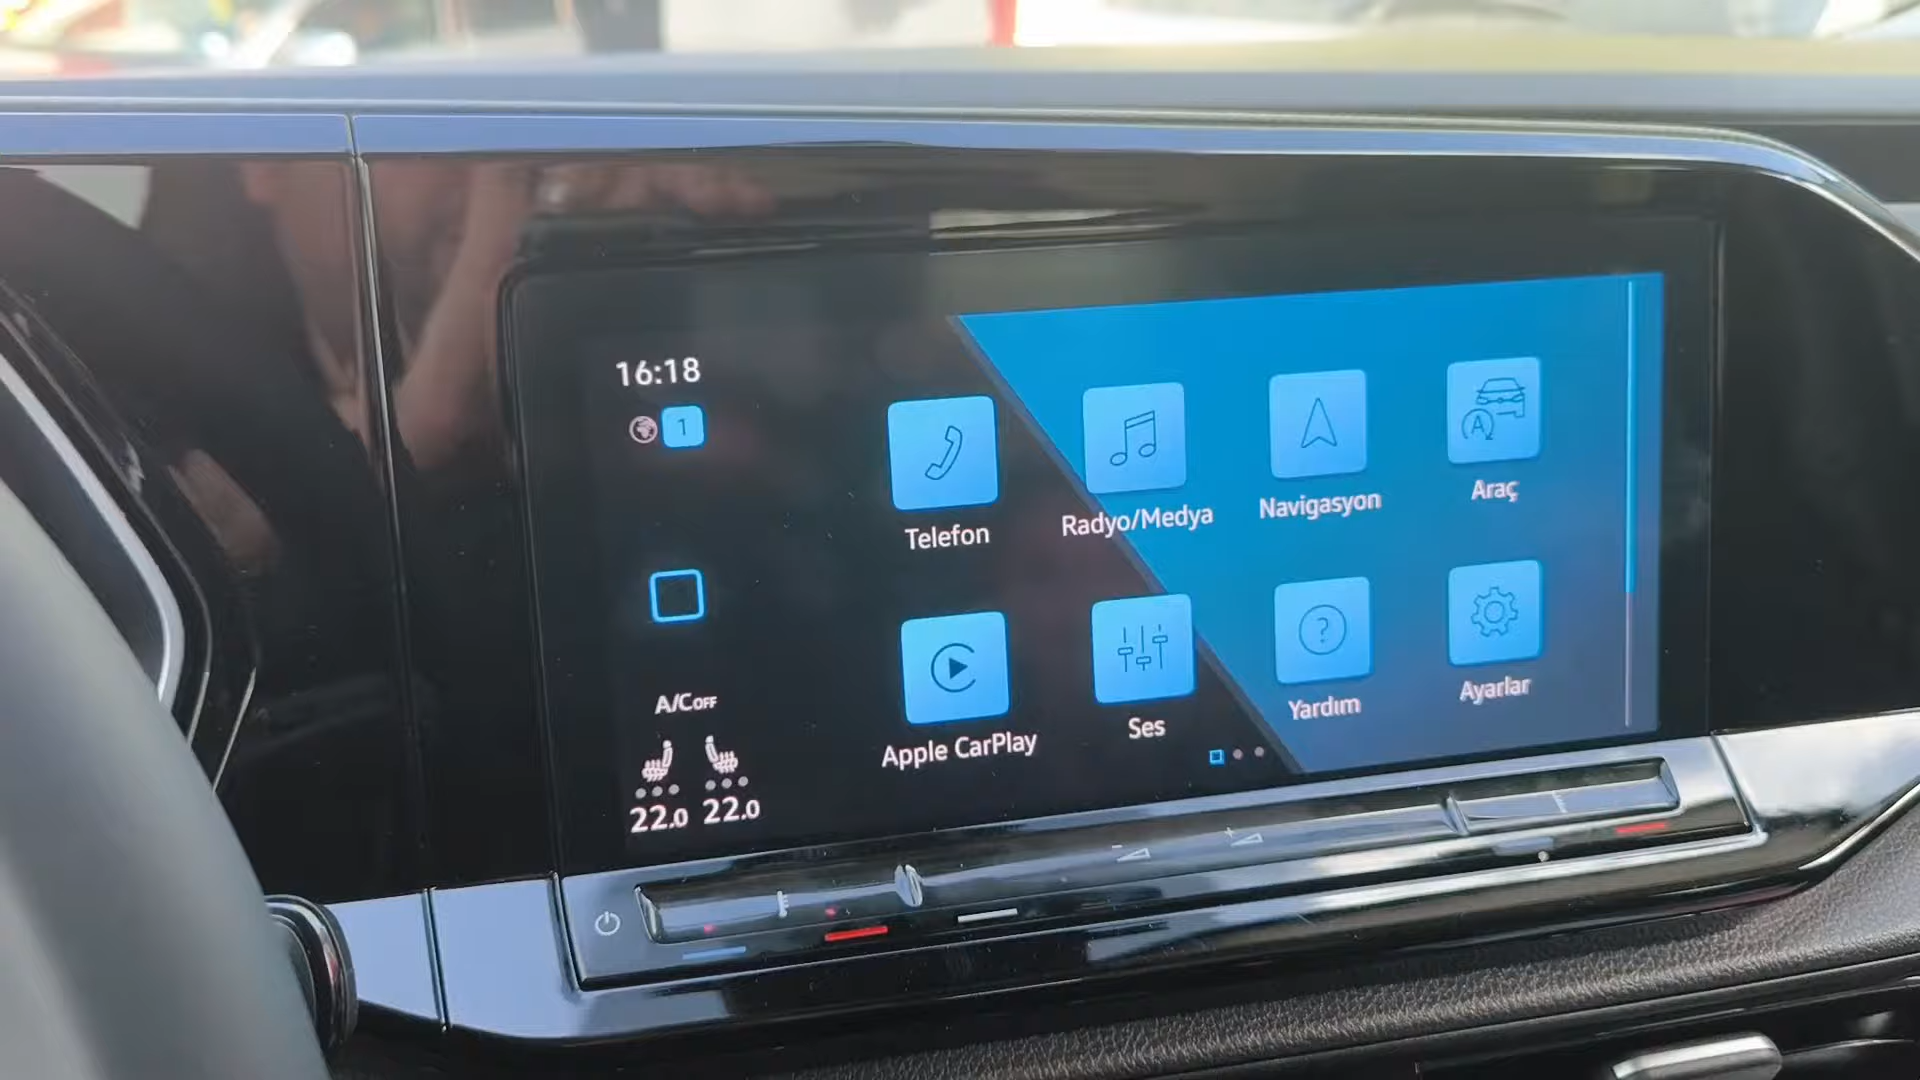 16:18
1
Telefon
Radyo/Medya
Navigasyon
A
Araç
Apple CarPlay
Ses
?
Yardım
Ayarlar
A/C OFF
22.0 22.0